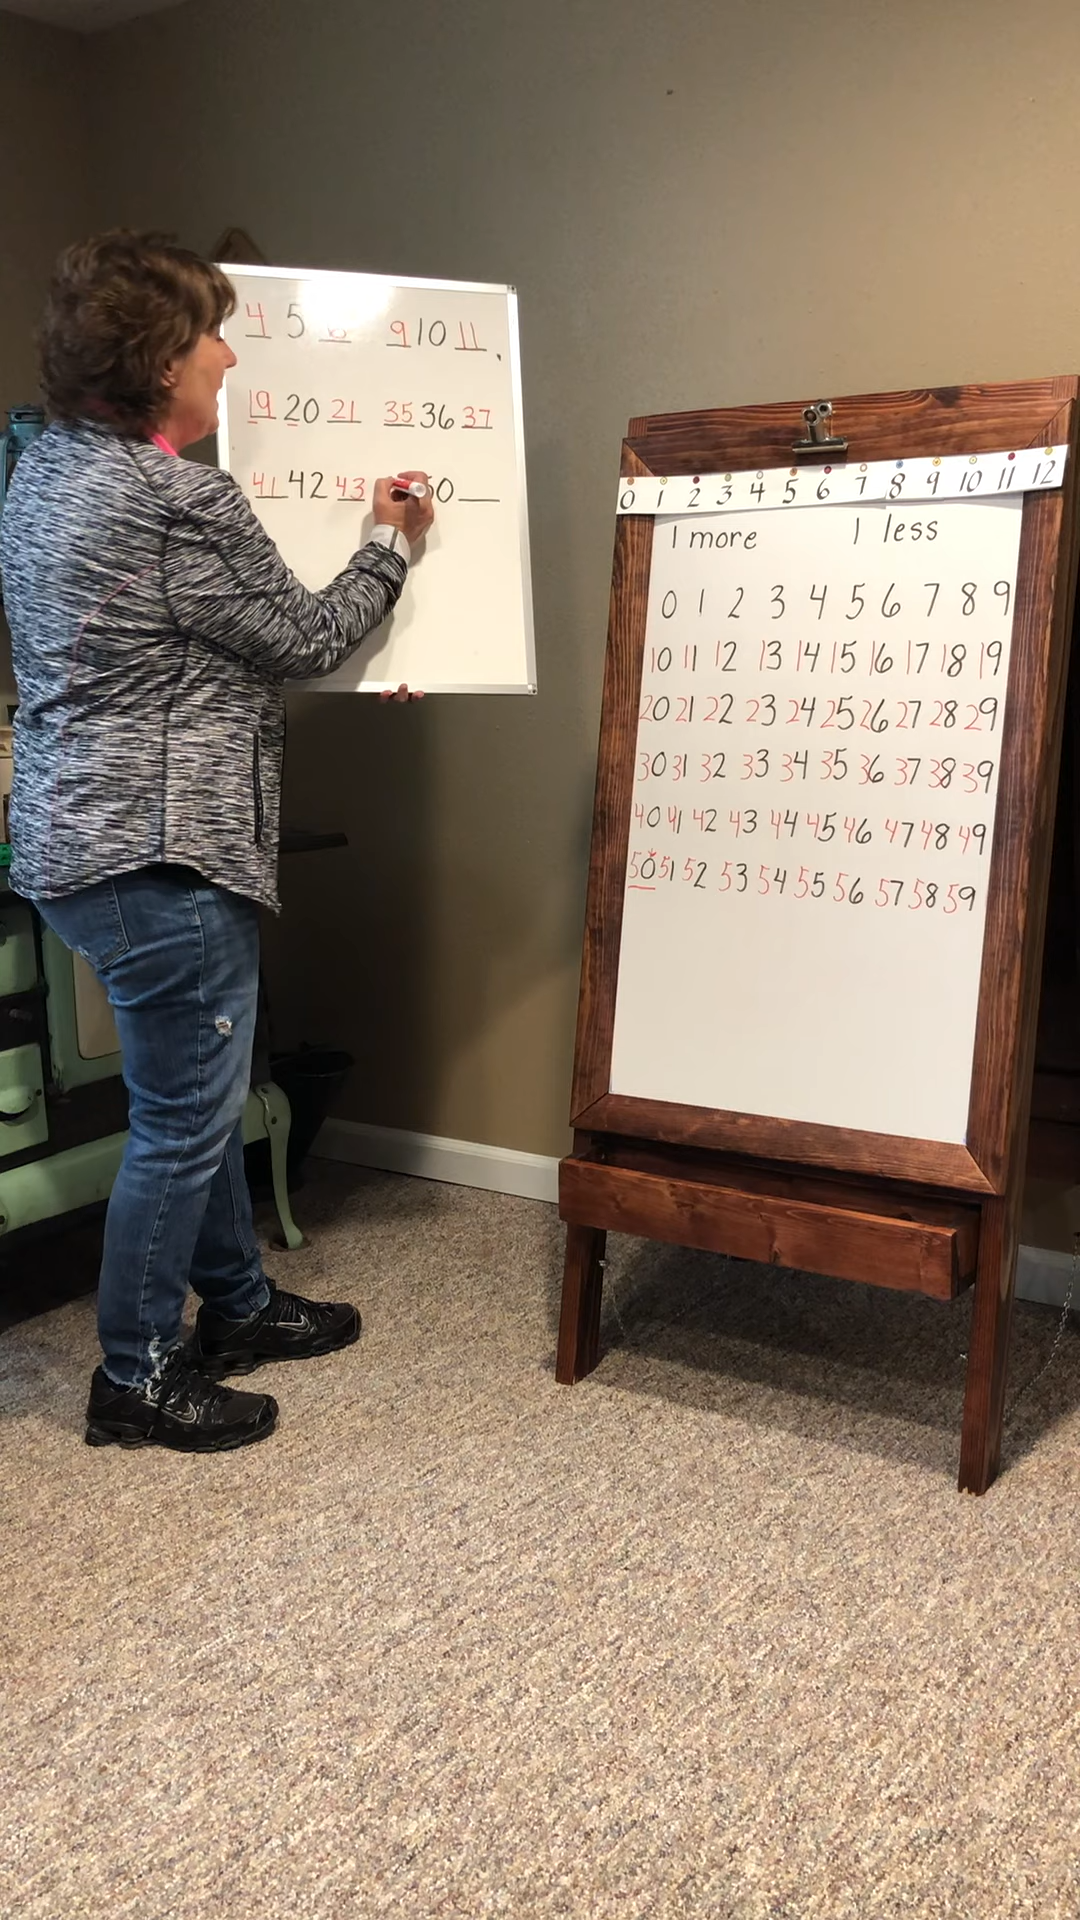 4 5 6 9 10 11
19 20 21 35 36 37
41 42 43 50
0 1 2 3 4 5 6 7 8 9 10 11 12
1 more 1 less
0 1 2 3 4 5 6 7 8 9
10 11 12 13 14 15 16 17 18 19
20 21 22 23 24 25 26 27 28 29
30 31 32 33 34 35 36 37 38 39
40 41 42 43 44 45 46 47 48 49
50 51 52 53 54 55 56 57 58 59